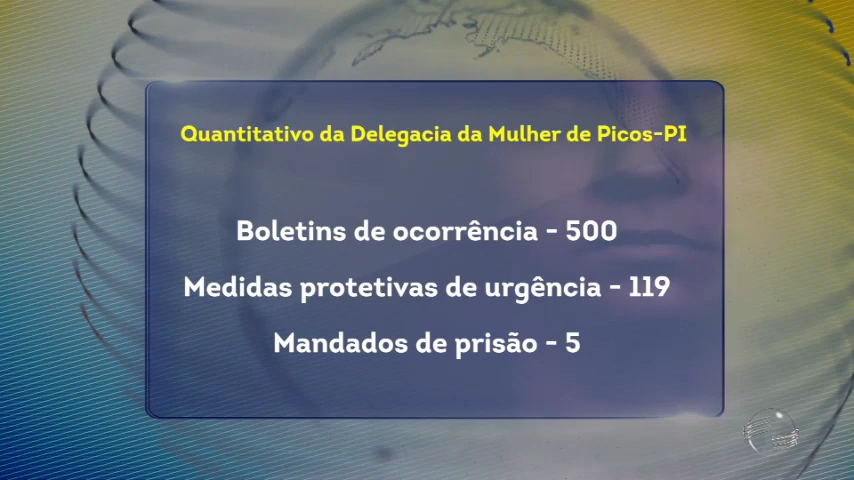 Quantitativo da Delegacia da Mulher de Picos-PI
Boletins de ocorrência - 500
Medidas protetivas de urgência - 119
Mandados de prisão - 5